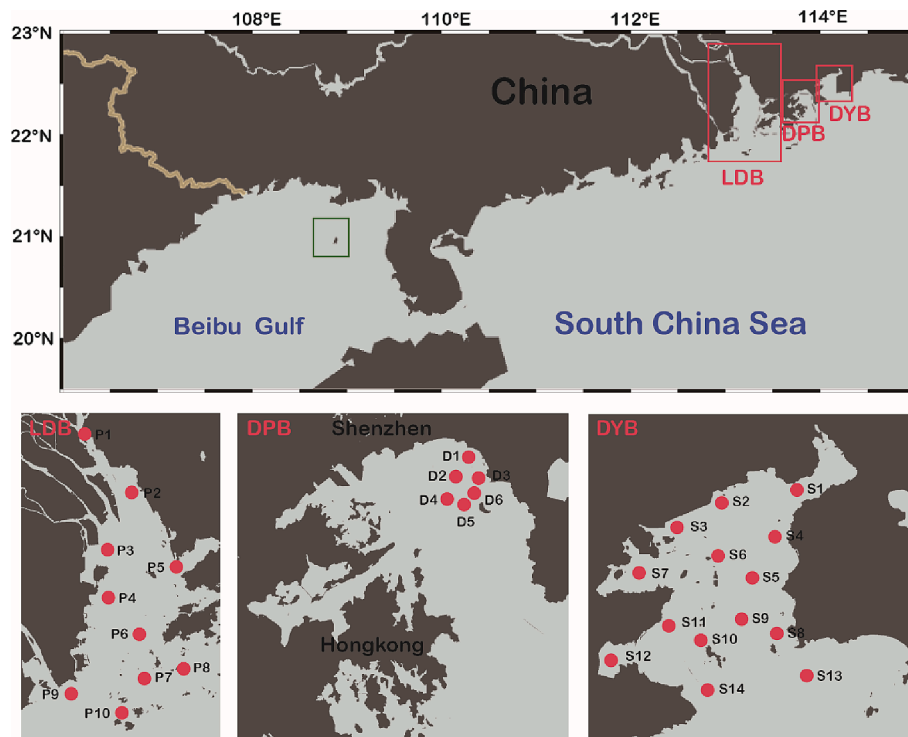 108°E 110°E 112°E 114°E
23°N
China
22°N
DYB
DPB
LDB
21°N
Beibu Gulf
South China Sea
20°N
LDB
P1
P2
P3
P5
P4
P6
P8
P7
P9
P10
DPB
Shenzhen
D1
D2
D3
D4
D6
D5
Hongkong
DYB
S1
S2
S3
S4
S6
S7
S5
S9
S11
S8
S10
S12
S13
S14